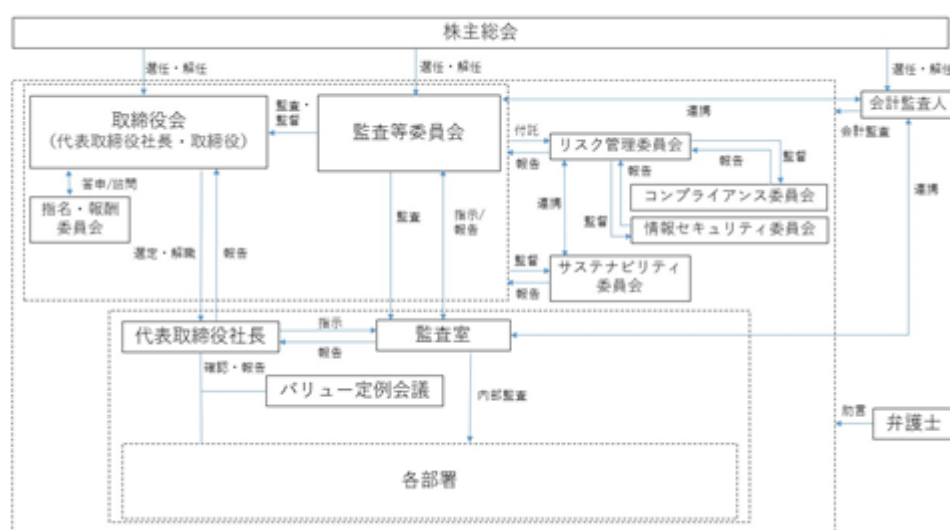 株主総会
選任・解任
選任・解任
選任・解任
取締役会
(代表取締役社長・取締役)
監査・
監督
監査等委員会
連携
会計監査人
会計監査
付託
報告
リスク管理委員会
監督
報告
コンプライアンス委員会
連携
報告
監督
情報セキュリティ委員会
連携
答申/諮問
指名・報酬
委員会
選定・解職
報告
監査
指示/
報告
監督
報告
サステナビリティ
委員会
代表取締役社長
指示
報告
監査室
確認・報告
バリュー定例会議
内部監査
助言
弁護士
各部署